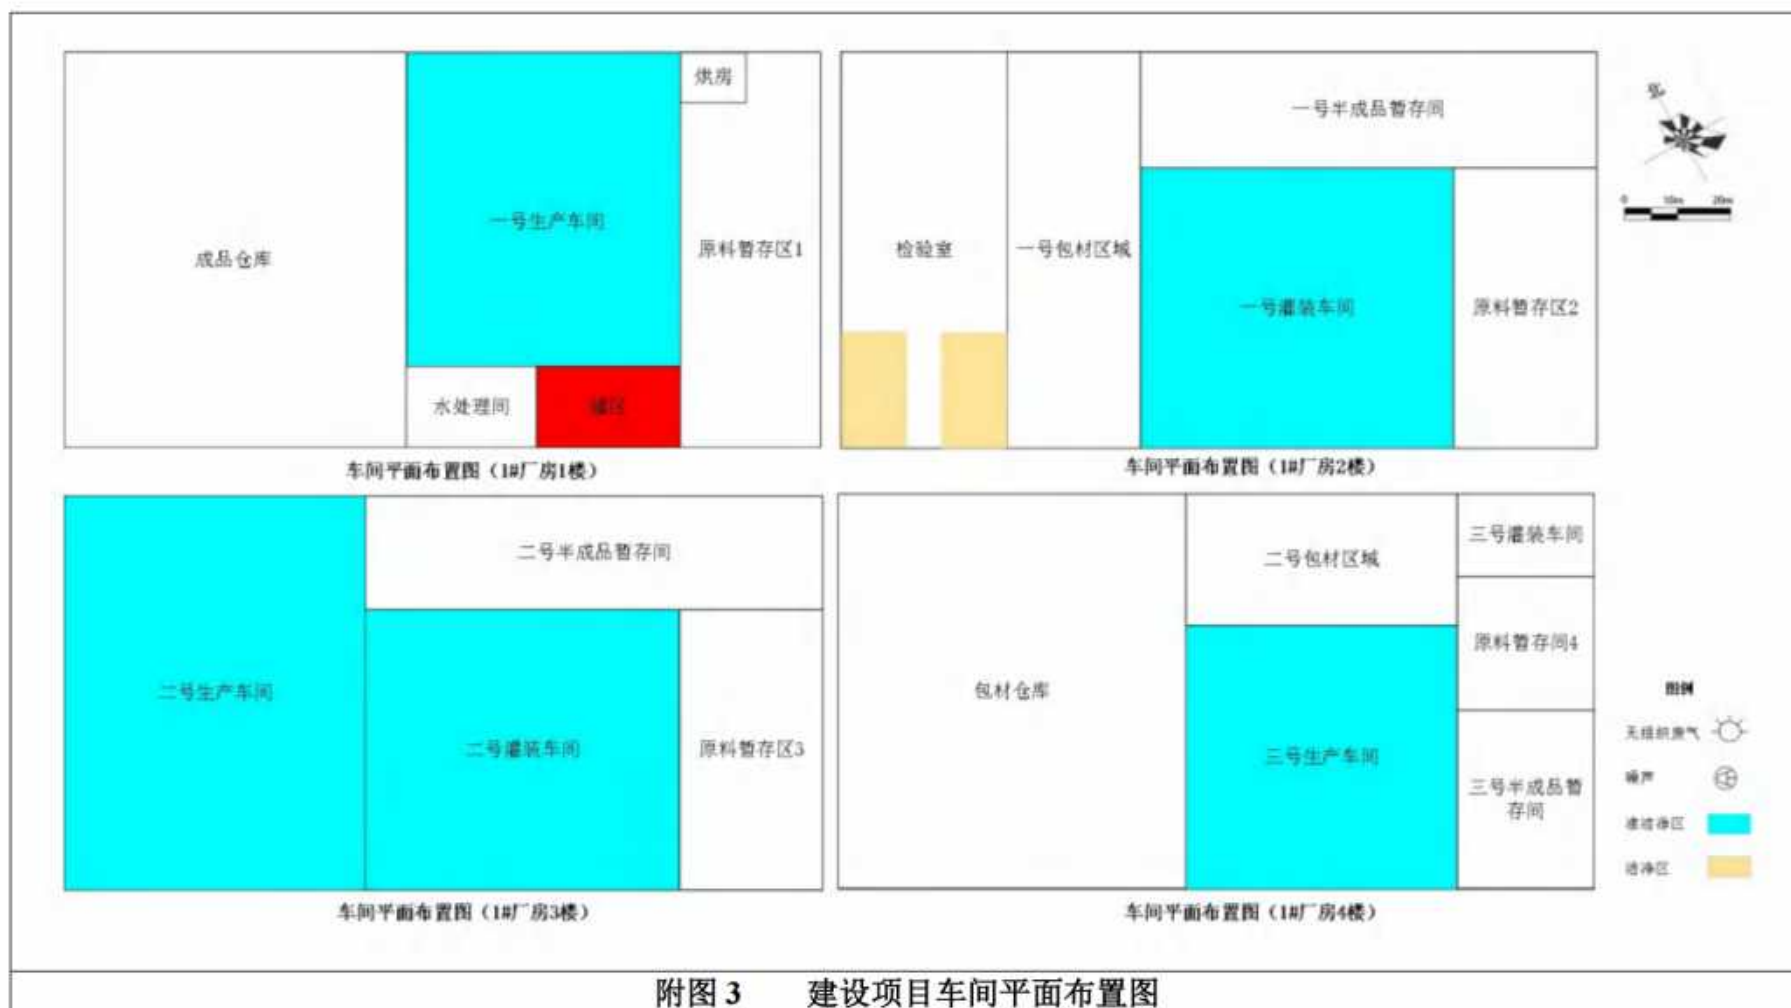 烘房
一号生产车间
成品仓库
原料暂存区1
水处理间
罐区
车间平面布置图（1#厂房1楼）
一号半成品暂存间
检验室
一号包材区域
一号灌装车间
原料暂存区2
车间平面布置图（1#厂房2楼）
0 10m 20m
二号半成品暂存间
二号生产车间
二号灌装车间
原料暂存区3
车间平面布置图（1#厂房3楼）
三号灌装车间
二号包材区域
原料暂存间4
包材仓库
三号生产车间
三号半成品暂
存间
车间平面布置图（1#厂房4楼）
图例
无组织废气
噪声
准洁净区
洁净区
附图 3 建设项目车间平面布置图